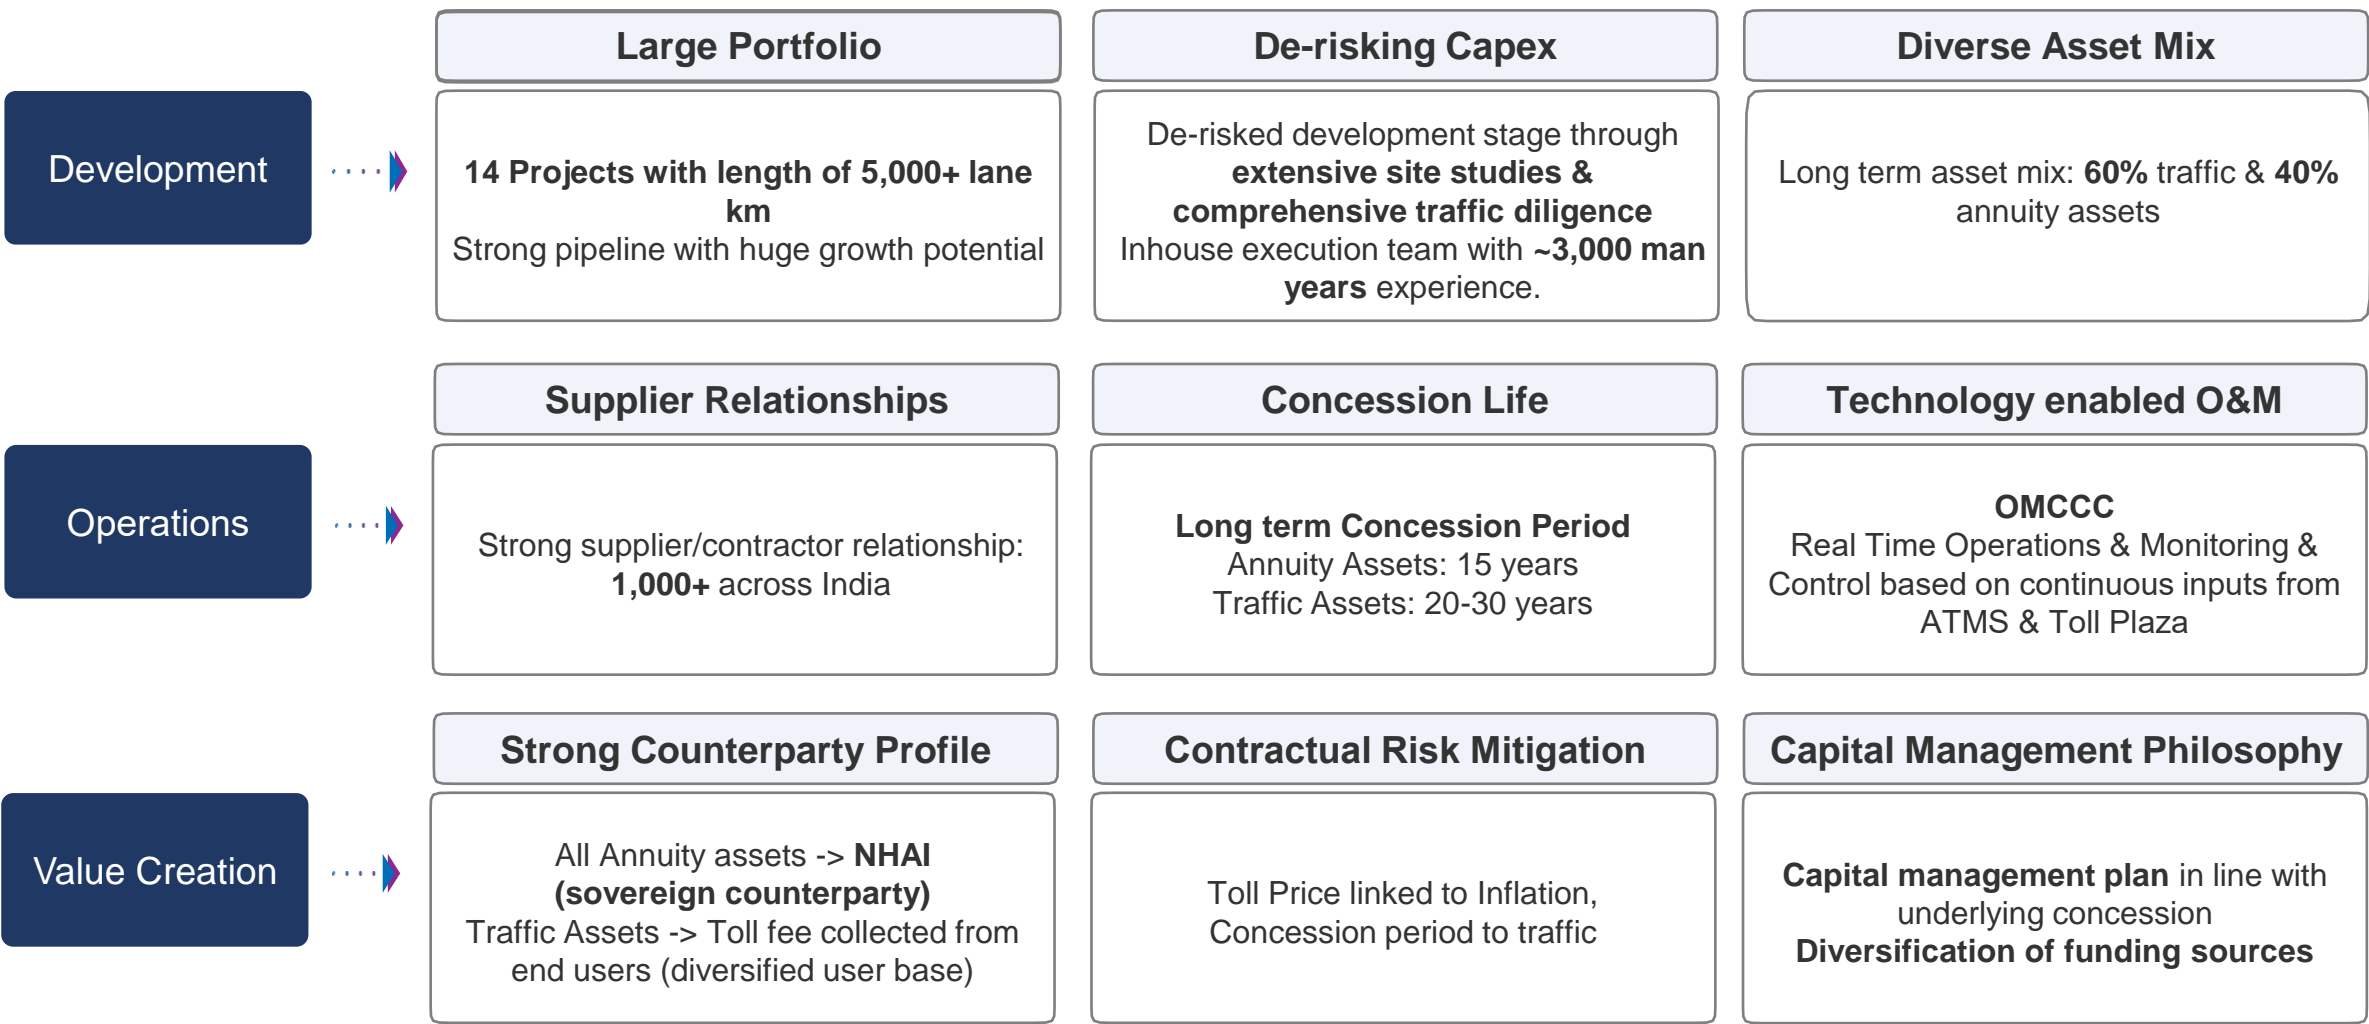 Large Portfolio
De-risking Capex
Diverse Asset Mix
Development
14 Projects with length of 5,000+ lane
km
Strong pipeline with huge growth potential
De-risked development stage through
extensive site studies &
comprehensive traffic diligence
Inhouse execution team with ~3,000 man
years experience.
Long term asset mix: 60% traffic & 40%
annuity assets
Supplier Relationships
Concession Life
Technology enabled O&M
Operations
Strong supplier/contractor relationship:
1,000+ across India
Long term Concession Period
Annuity Assets: 15 years
Traffic Assets: 20-30 years
OMCCC
Real Time Operations & Monitoring &
Control based on continuous inputs from
ATMS & Toll Plaza
Strong Counterparty Profile
Contractual Risk Mitigation
Capital Management Philosophy
Value Creation
All Annuity assets -> NHAI
(sovereign counterparty)
Traffic Assets -> Toll fee collected from
end users (diversified user base)
Toll Price linked to Inflation,
Concession period to traffic
Capital management plan in line with
underlying concession
Diversification of funding sources